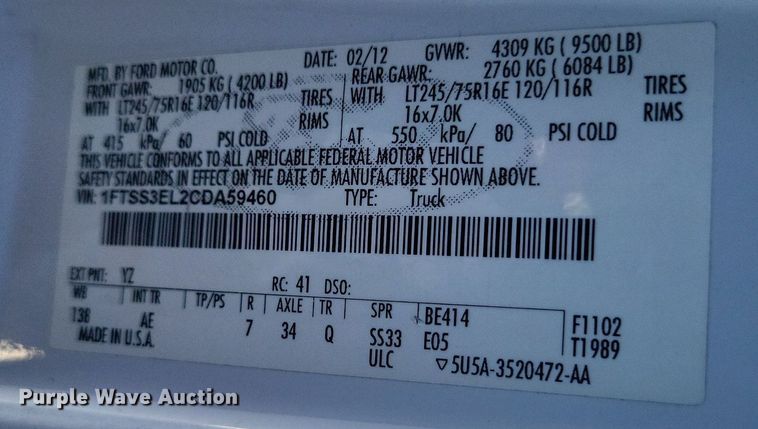 MFD. BY FORD MOTOR CO. DATE: 02/12 GVWR: 4309 KG ( 9500 LB)
FRONT GAWR: 1905 KG ( 4200 LB) REAR GAWR: 2760 KG ( 6084 LB)
WITH LT245/75R16E 120/116R TIRES WITH LT245/75R16E 120/116R TIRES
16x7.0K RIMS 16x7.0K RIMS
AT 415 kPa/ 60 PSI COLD AT 550 kPa/ 80 PSI COLD
THIS VEHICLE CONFORMS TO ALL APPLICABLE FEDERAL MOTOR VEHICLE
SAFETY STANDARDS IN EFFECT ON THE DATE OF MANUFACTURE SHOWN ABOVE.
VIN: 1FTSS3EL2CDA59460 TYPE: Truck
EXT PNT: YZ RC: 41 DSO:
WB INT TR TP/PS R AXLE TR SPR BE414 F1102
138 AE 7 34 Q SS33 E05 T1989
MADE IN U.S.A. ULC ▽5U5A-3520472-AA
Purple Wave Auction